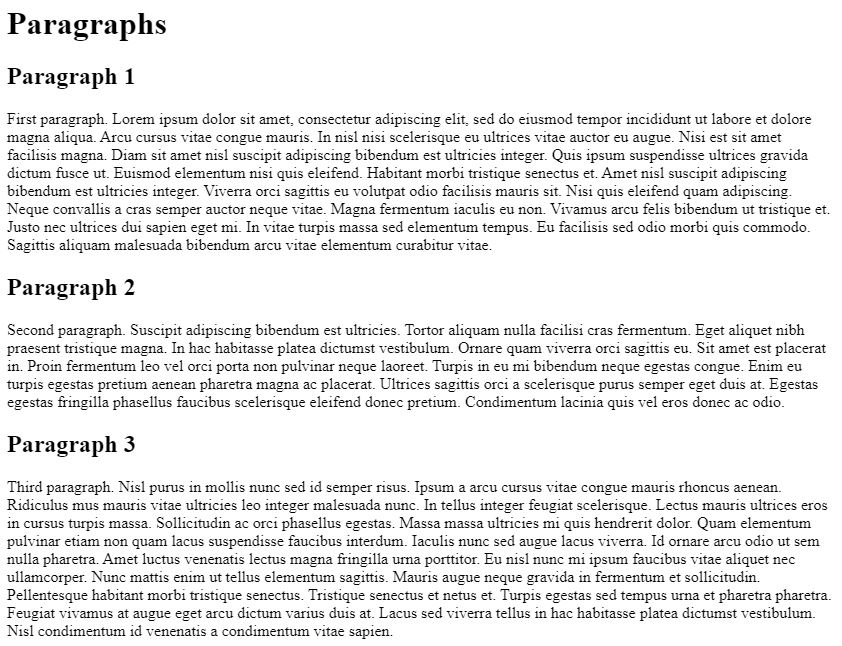 Paragraphs
Paragraph 1
First paragraph. Lorem ipsum dolor sit amet, consectetur adipiscing elit, sed do eiusmod tempor incididunt ut labore et dolore
magna aliqua. Arcu cursus vitae congue mauris. In nisl nisi scelerisque eu ultrices vitae auctor eu augue. Nisi est sit amet
facilisis magna. Diam sit amet nisl suscipit adipiscing bibendum est ultricies integer. Quis ipsum suspendisse ultrices gravida
dictum fusce ut. Euismod elementum nisi quis eleifend. Habitant morbi tristique senectus et. Amet nisl suscipit adipiscing
bibendum est ultricies integer. Viverra orci sagittis eu volutpat odio facilisis mauris sit. Nisi quis eleifend quam adipiscing.
Neque convallis a cras semper auctor neque vitae. Magna fermentum iaculis eu non. Vivamus arcu felis bibendum ut tristique et.
Justo nec ultrices dui sapien eget mi. In vitae turpis massa sed elementum tempus. Eu facilisis sed odio morbi quis commodo.
Sagittis aliquam malesuada bibendum arcu vitae elementum curabitur vitae.
Paragraph 2
Second paragraph. Suscipit adipiscing bibendum est ultricies. Tortor aliquam nulla facilisi cras fermentum. Eget aliquet nibh
praesent tristique magna. In hac habitasse platea dictumst vestibulum. Ornare quam viverra orci sagittis eu. Sit amet est placerat
in. Proin fermentum leo vel orci porta non pulvinar neque laoreet. Turpis in eu mi bibendum neque egestas congue. Enim eu
turpis egestas pretium aenean pharetra magna ac placerat. Ultrices sagittis orci a scelerisque purus semper eget duis at. Egestas
egestas fringilla phasellus faucibus scelerisque eleifend donec pretium. Condimentum lacinia quis vel eros donec ac odio.
Paragraph 3
Third paragraph. Nisl purus in mollis nunc sed id semper risus. Ipsum a arcu cursus vitae congue mauris rhoncus aenean.
Ridiculus mus mauris vitae ultricies leo integer malesuada nunc. In tellus integer feugiat scelerisque. Lectus mauris ultrices eros
in cursus turpis massa. Sollicitudin ac orci phasellus egestas. Massa massa ultricies mi quis hendrerit dolor. Quam elementum
pulvinar etiam non quam lacus suspendisse faucibus interdum. Iaculis nunc sed augue lacus viverra. Id ornare arcu odio ut sem
nulla pharetra. Amet luctus venenatis lectus magna fringilla urna porttitor. Eu nisl nunc mi ipsum faucibus vitae aliquet nec
ullamcorper. Nunc mattis enim ut tellus elementum sagittis. Mauris augue neque gravida in fermentum et sollicitudin.
Pellentesque habitant morbi tristique senectus. Tristique senectus et netus et. Turpis egestas sed tempus urna et pharetra pharetra.
Feugiat vivamus at augue eget arcu dictum varius duis at. Lacus sed viverra tellus in hac habitasse platea dictumst vestibulum.
Nisl condimentum id venenatis a condimentum vitae sapien.